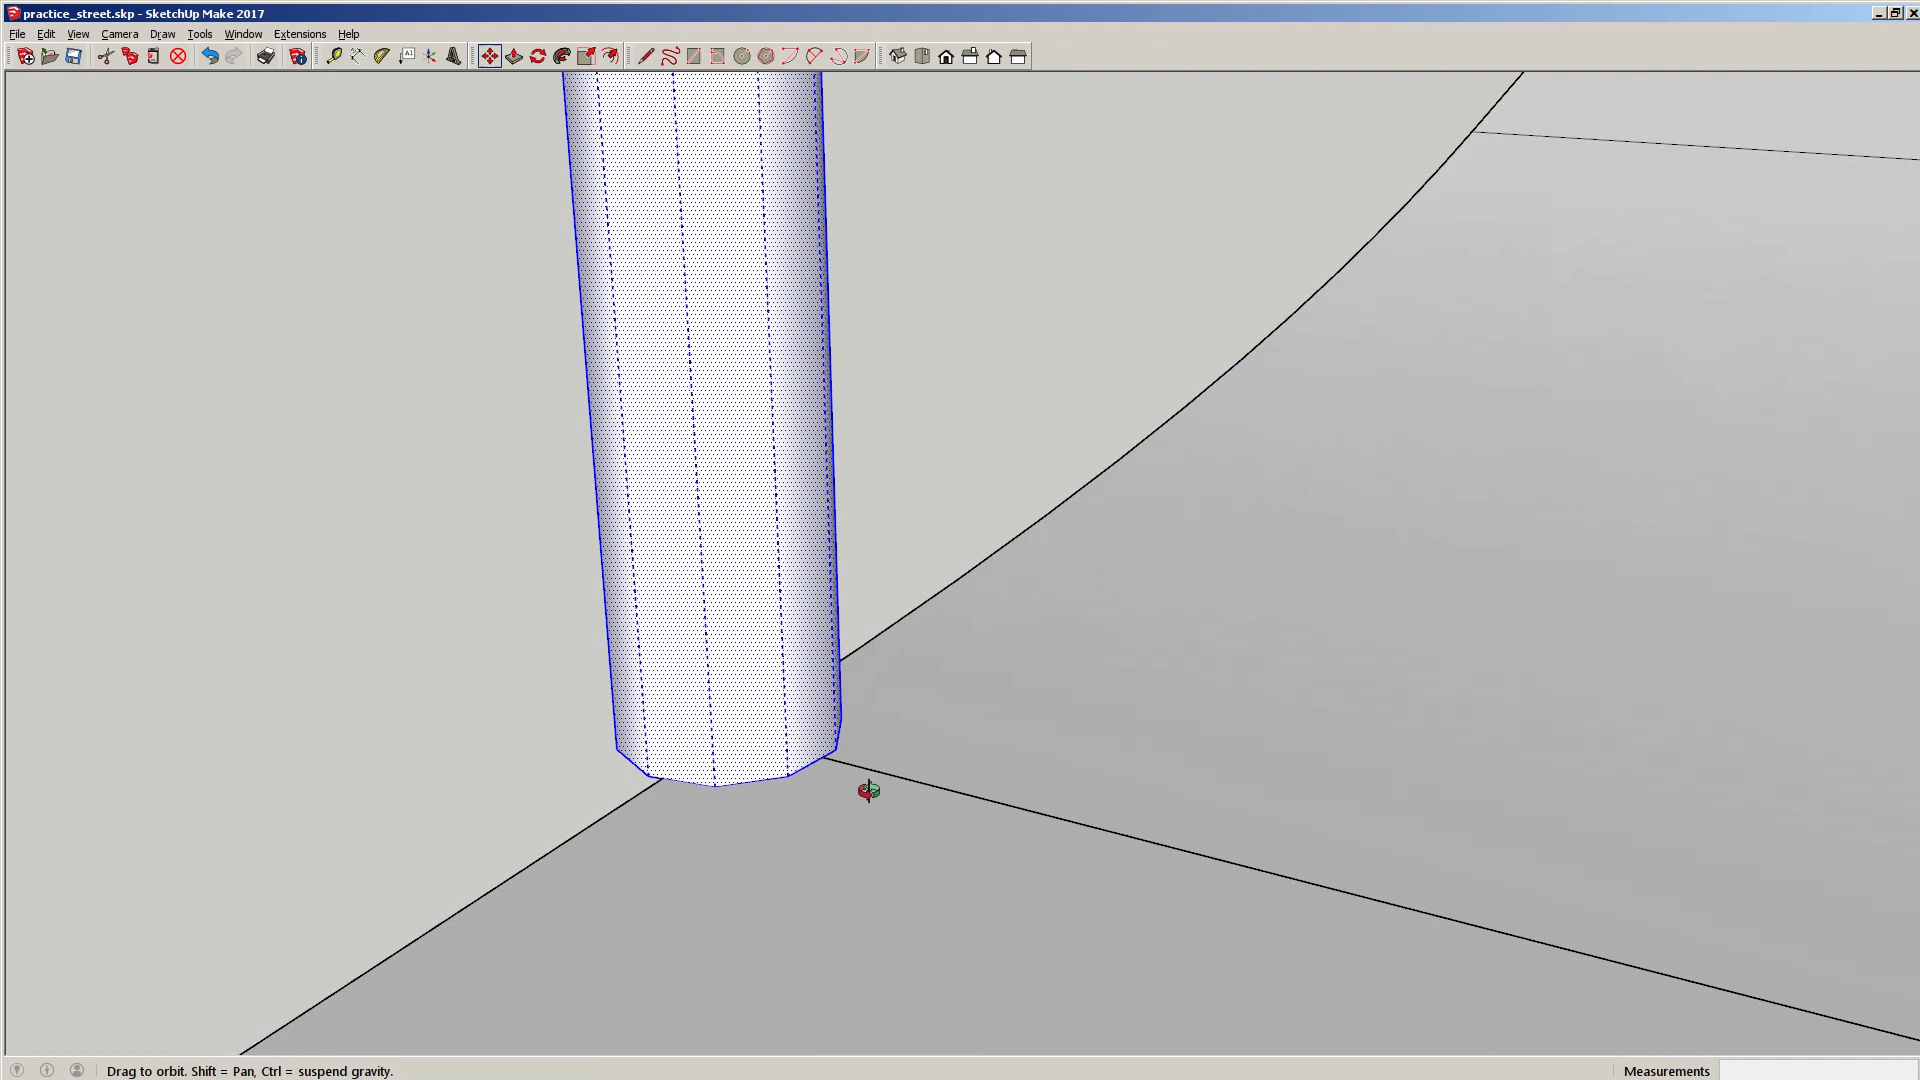 practice_street.skp - SketchUp Make 2017
File Edit View Camera Draw Tools Window Extensions Help
A1
Drag to orbit. Shift = Pan, Ctrl = suspend gravity.
Measurements